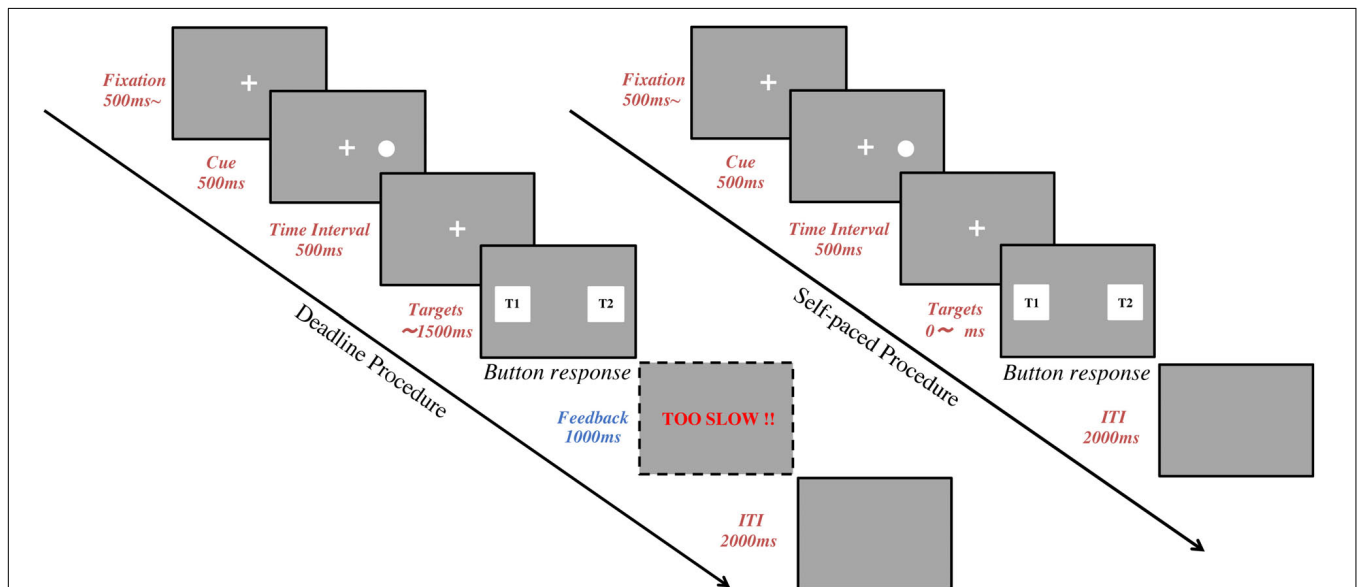 Fixation
500ms~
Cue
500ms
Time Interval
500ms
Targets
~1500ms
T1
T2
Button response
Deadline Procedure
Feedback
1000ms
TOO SLOW !!
ITI
2000ms
Fixation
500ms~
Cue
500ms
Time Interval
500ms
Targets
0~ ms
T1
T2
Button response
Self-paced Procedure
ITI
2000ms